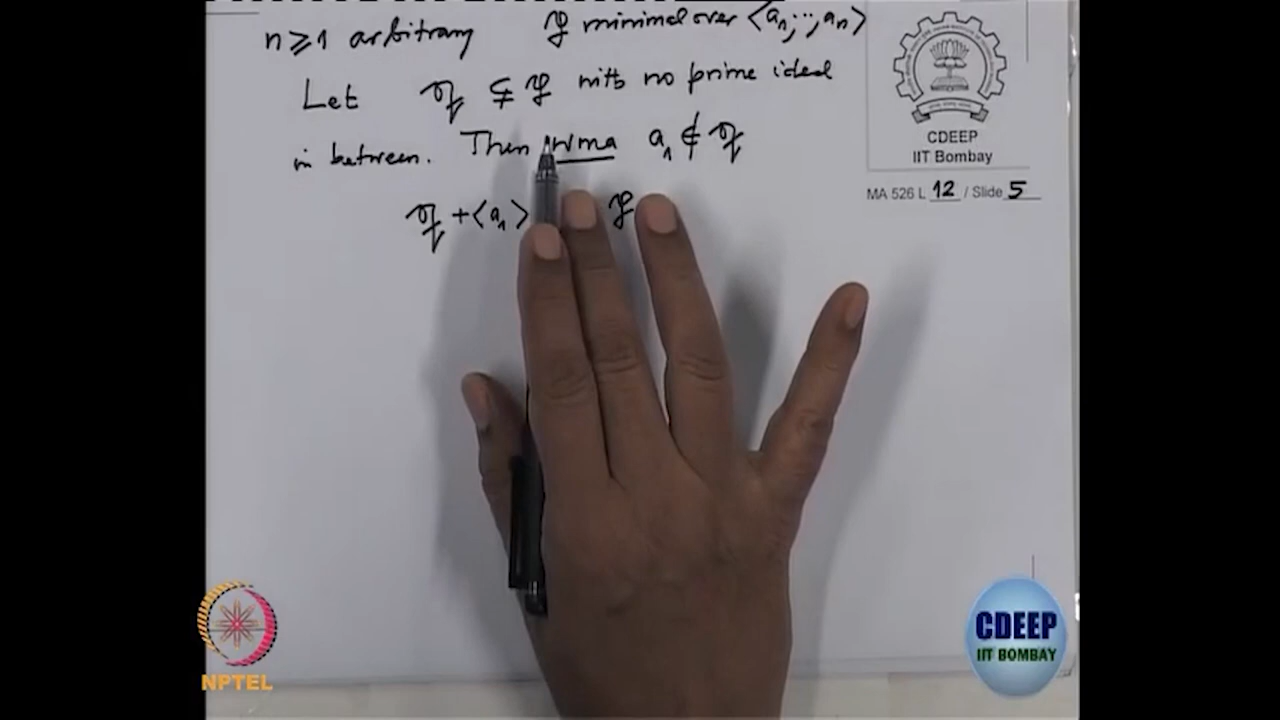 n ≥ 1 arbitrary 𝔭 minimal over ⟨a₁,…,aₙ⟩
Let 𝔮 ⊊ 𝔭 with no prime ideal
in between. Then wma a₁ ∉ 𝔮
𝔮 + ⟨a₁⟩ 𝔭
CDEEP
IIT Bombay
MA 526 L 12 / Slide 5
NPTEL
CDEEP
IIT BOMBAY